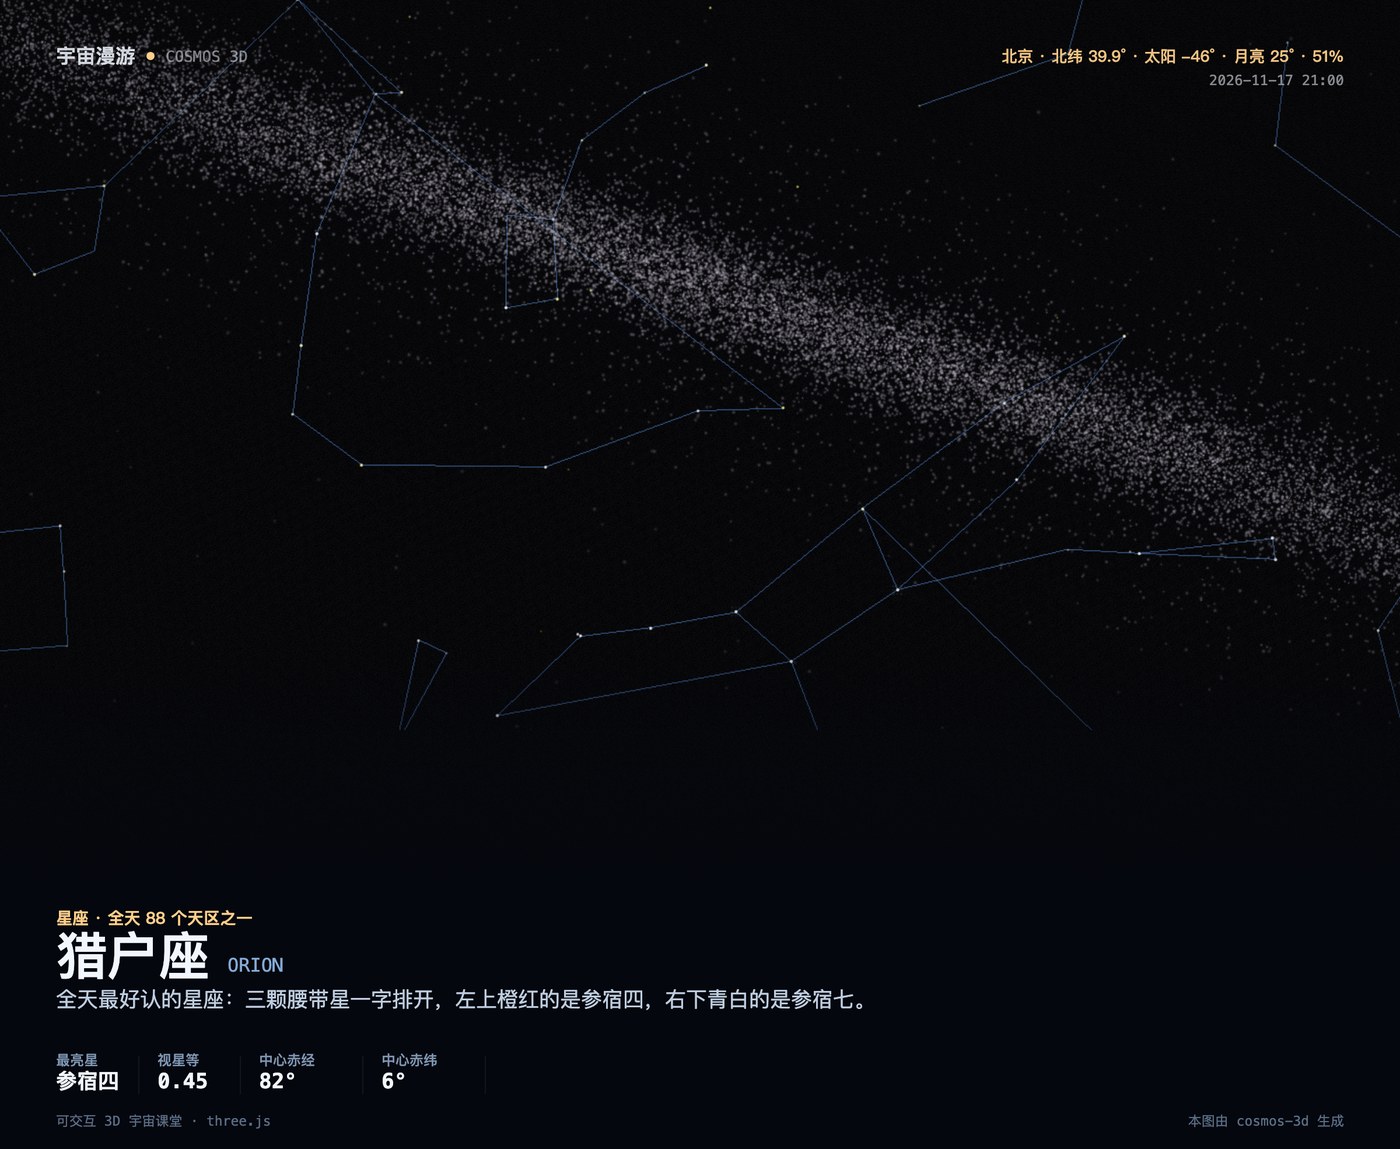 宇宙漫游 • COSMOS 3D
北京 · 北纬 39.9° · 太阳 −46° · 月亮 25° · 51%
2026-11-17 21:00
星座 · 全天 88 个天区之一
猎户座 ORION
全天最好认的星座：三颗腰带星一字排开，左上橙红的是参宿四，右下青白的是参宿七。
最亮星 视星等 中心赤经 中心赤纬
参宿四 0.45 82° 6°
可交互 3D 宇宙课堂 · three.js
本图由 cosmos-3d 生成